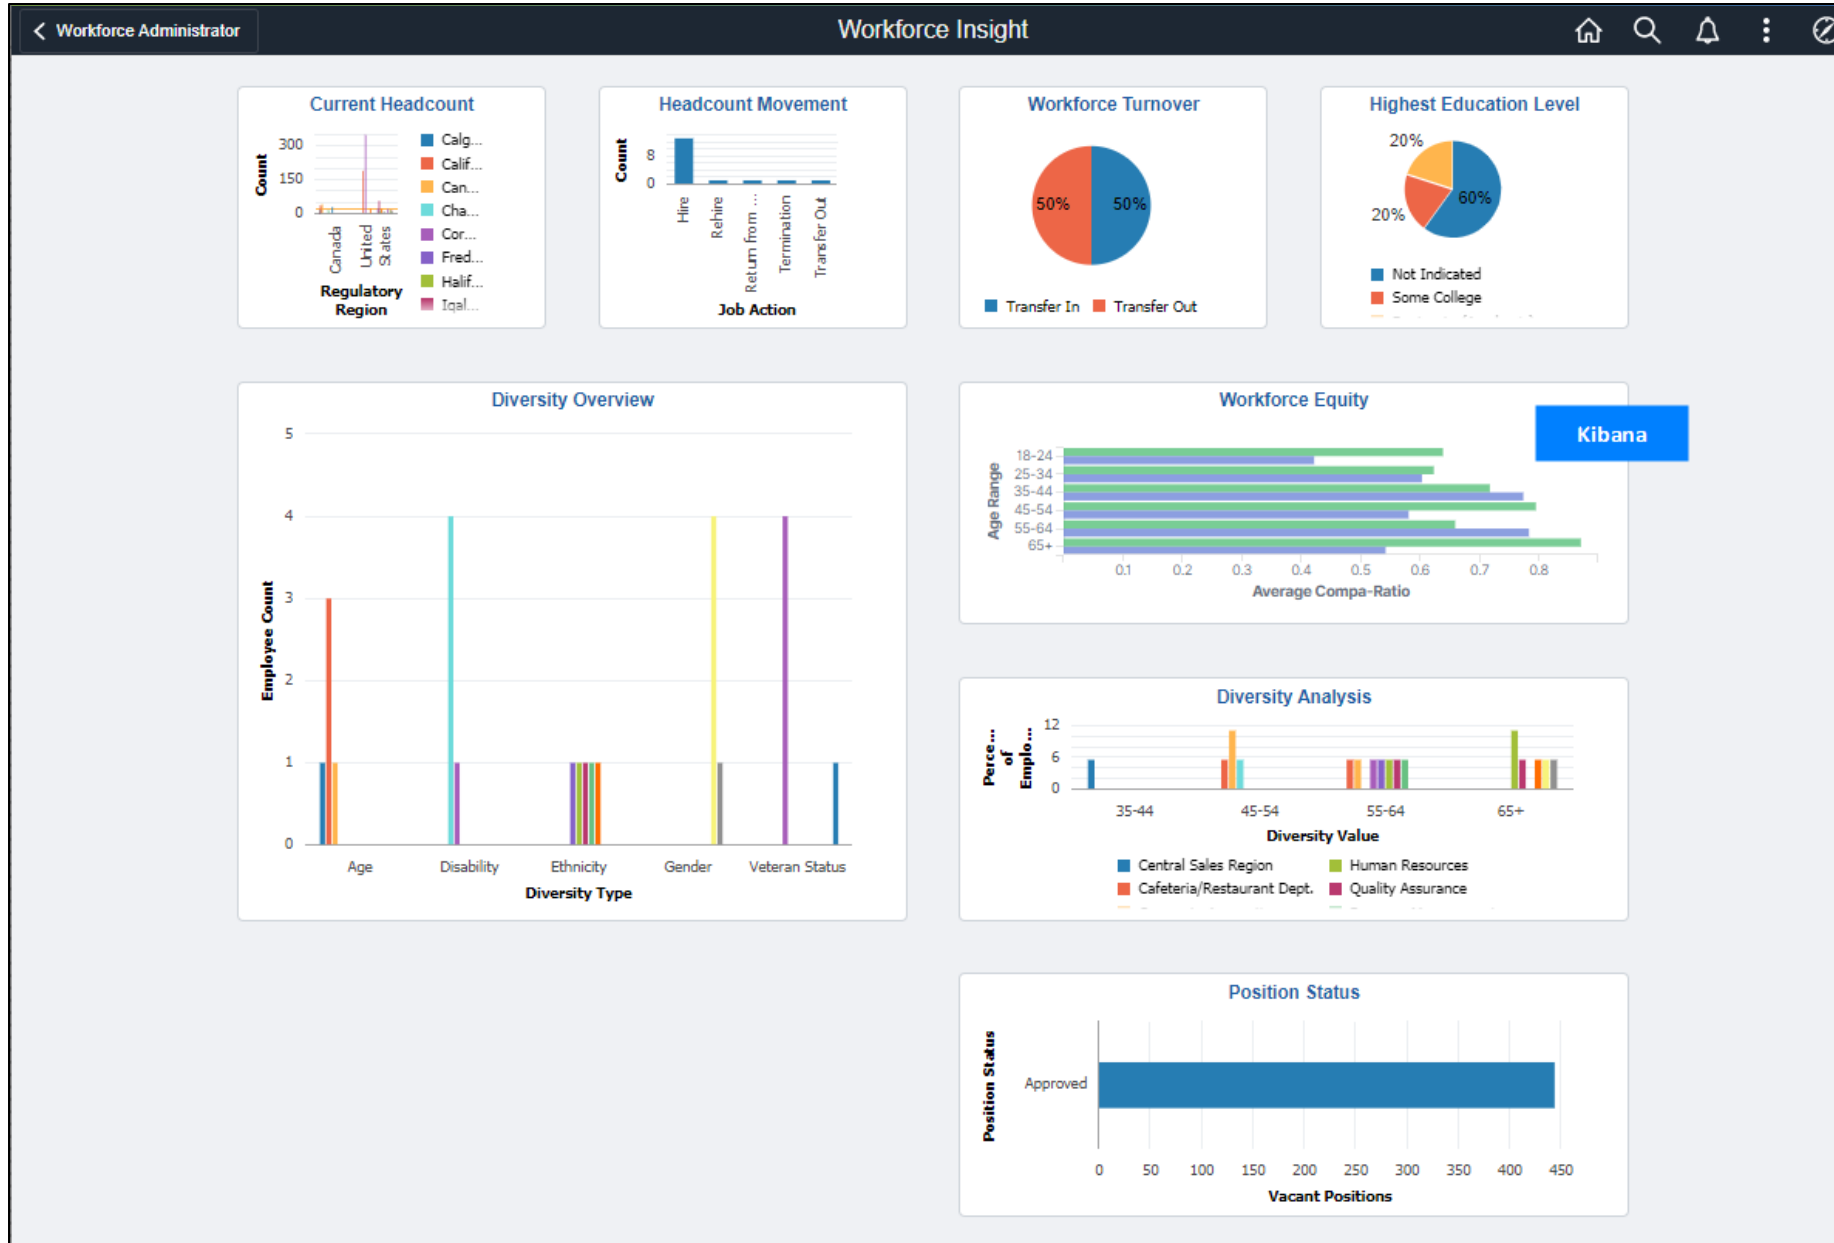 Workforce Administrator
Workforce Insight
Current Headcount
Count
300
150
0
Canada
United States
Regulatory Region
Calg...
Calif...
Can...
Cha...
Cor...
Fred...
Halif...
Iqal...
Headcount Movement
Count
8
0
Hire
Rehire
Return from ...
Termination
Transfer Out
Job Action
Workforce Turnover
50%
50%
Transfer In
Transfer Out
Highest Education Level
20%
60%
20%
Not Indicated
Some College
Diversity Overview
Employee Count
5
4
3
2
1
0
Age
Disability
Ethnicity
Gender
Veteran Status
Diversity Type
Workforce Equity
Kibana
Age Range
18-24
25-34
35-44
45-54
55-64
65+
0.1
0.2
0.3
0.4
0.5
0.6
0.7
0.8
Average Compa-Ratio
Diversity Analysis
Perce...
of
Emplo...
12
6
0
35-44
45-54
55-64
65+
Diversity Value
Central Sales Region
Human Resources
Cafeteria/Restaurant Dept.
Quality Assurance
Position Status
Position Status
Approved
0
50
100
150
200
250
300
350
400
450
Vacant Positions